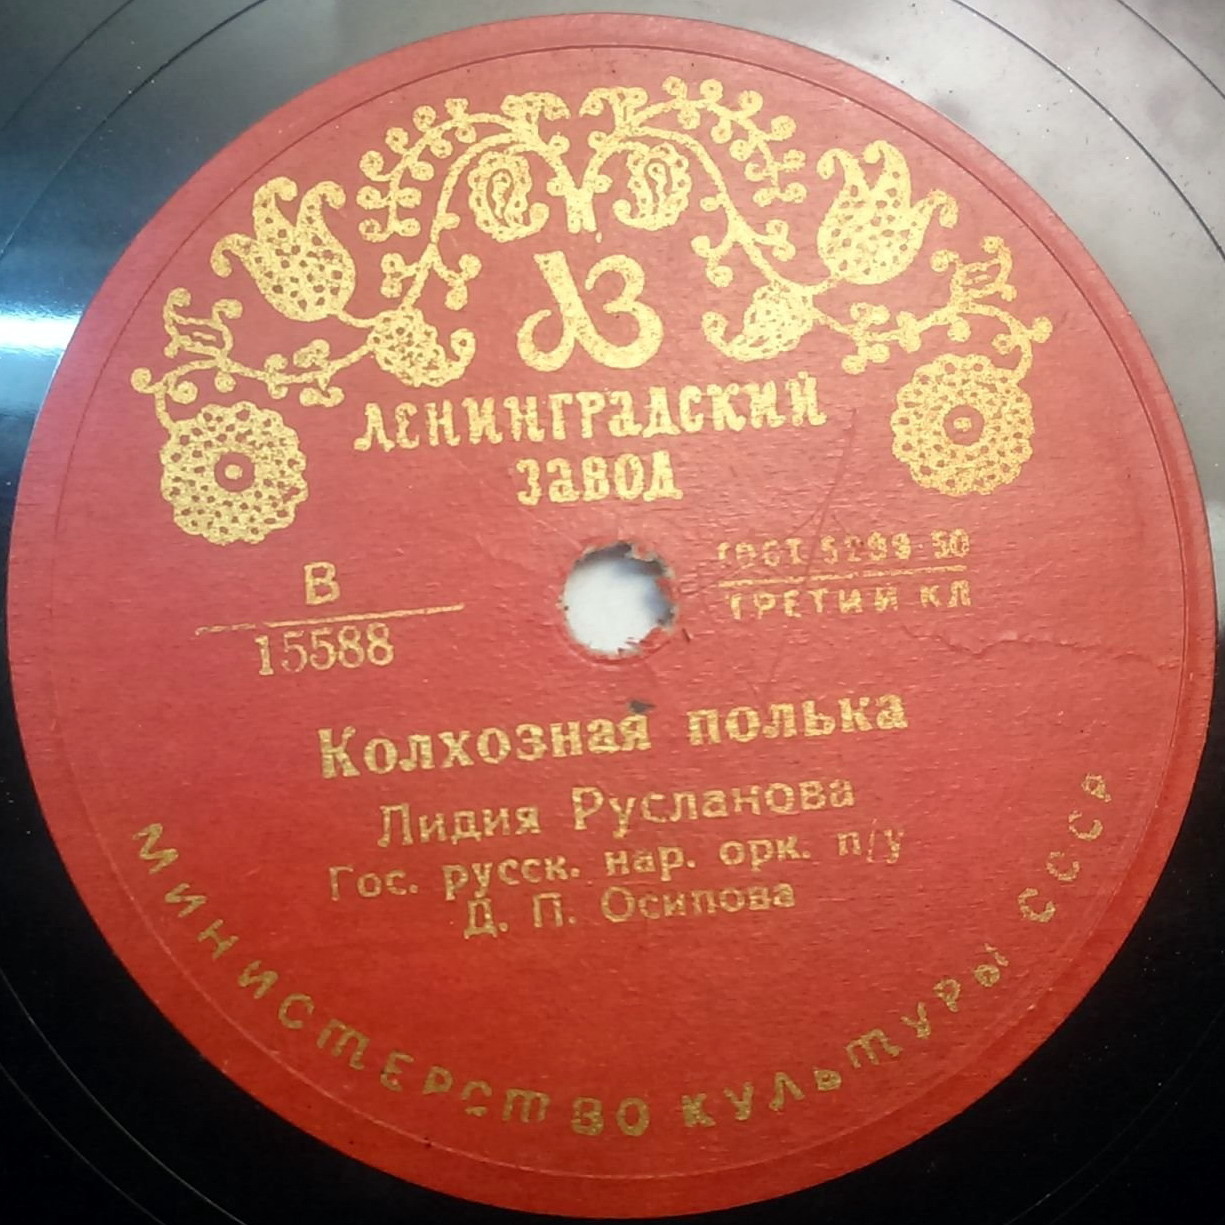 ЛЗ
ЛЕНИНГРАДСКИЙ
ЗАВОД
В
15588
ГОСТ 5299-50
ТРЕТИЙ КЛ
Колхозная полька
Лидия Русланова
Гос. русск. нар. орк. п/у
Д. П. Осипова
МИНИСТЕРСТВО КУЛЬТУРЫ СССР